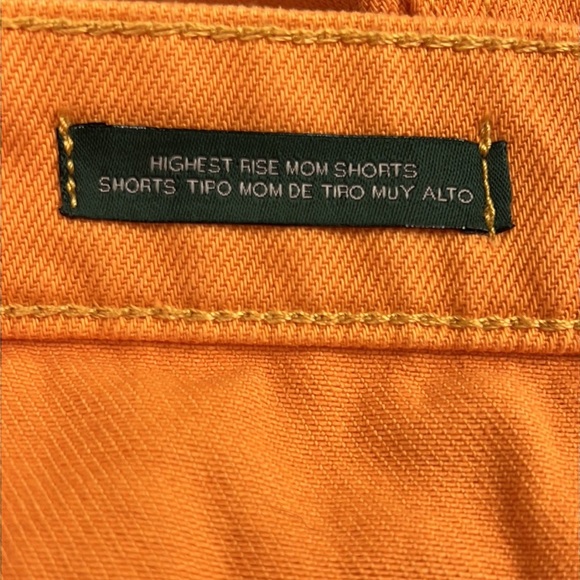 HIGHEST RISE MOM SHORTS
SHORTS TIPO MOM DE TIRO MUY ALTO